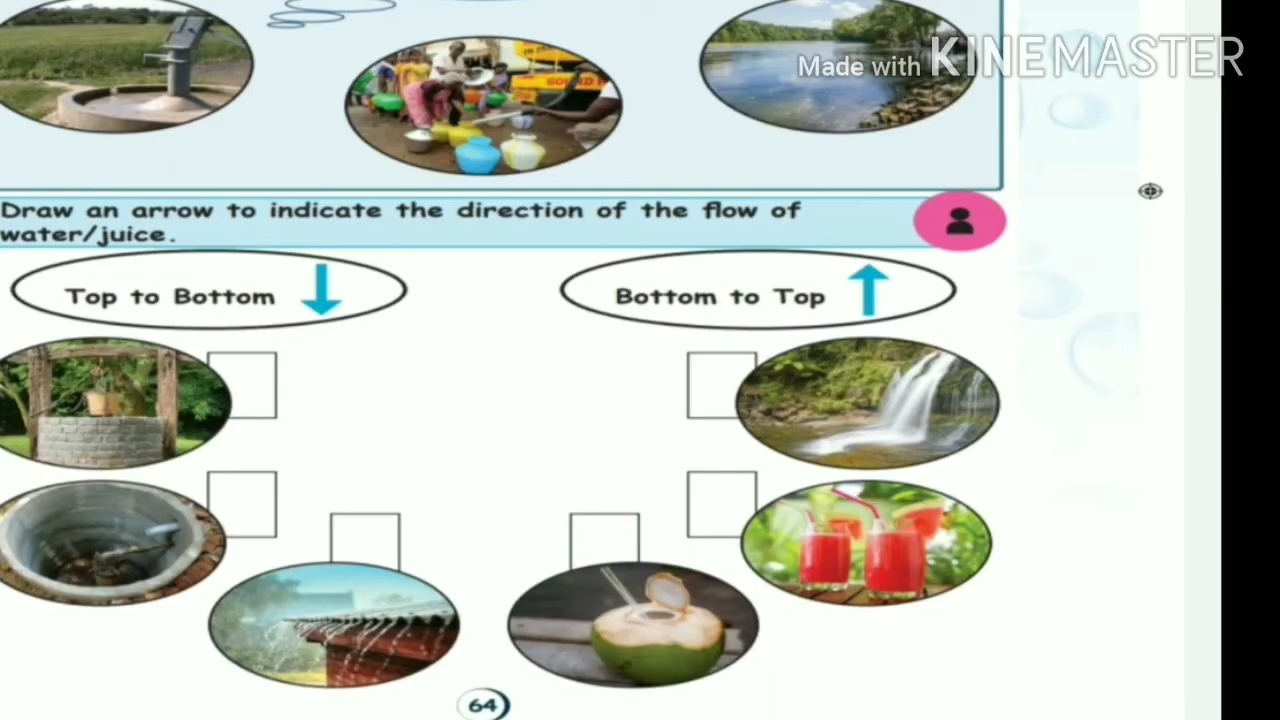 Made with KINEMASTER
SOUND
Draw an arrow to indicate the direction of the flow of
water/juice.
Top to Bottom
Bottom to Top
64